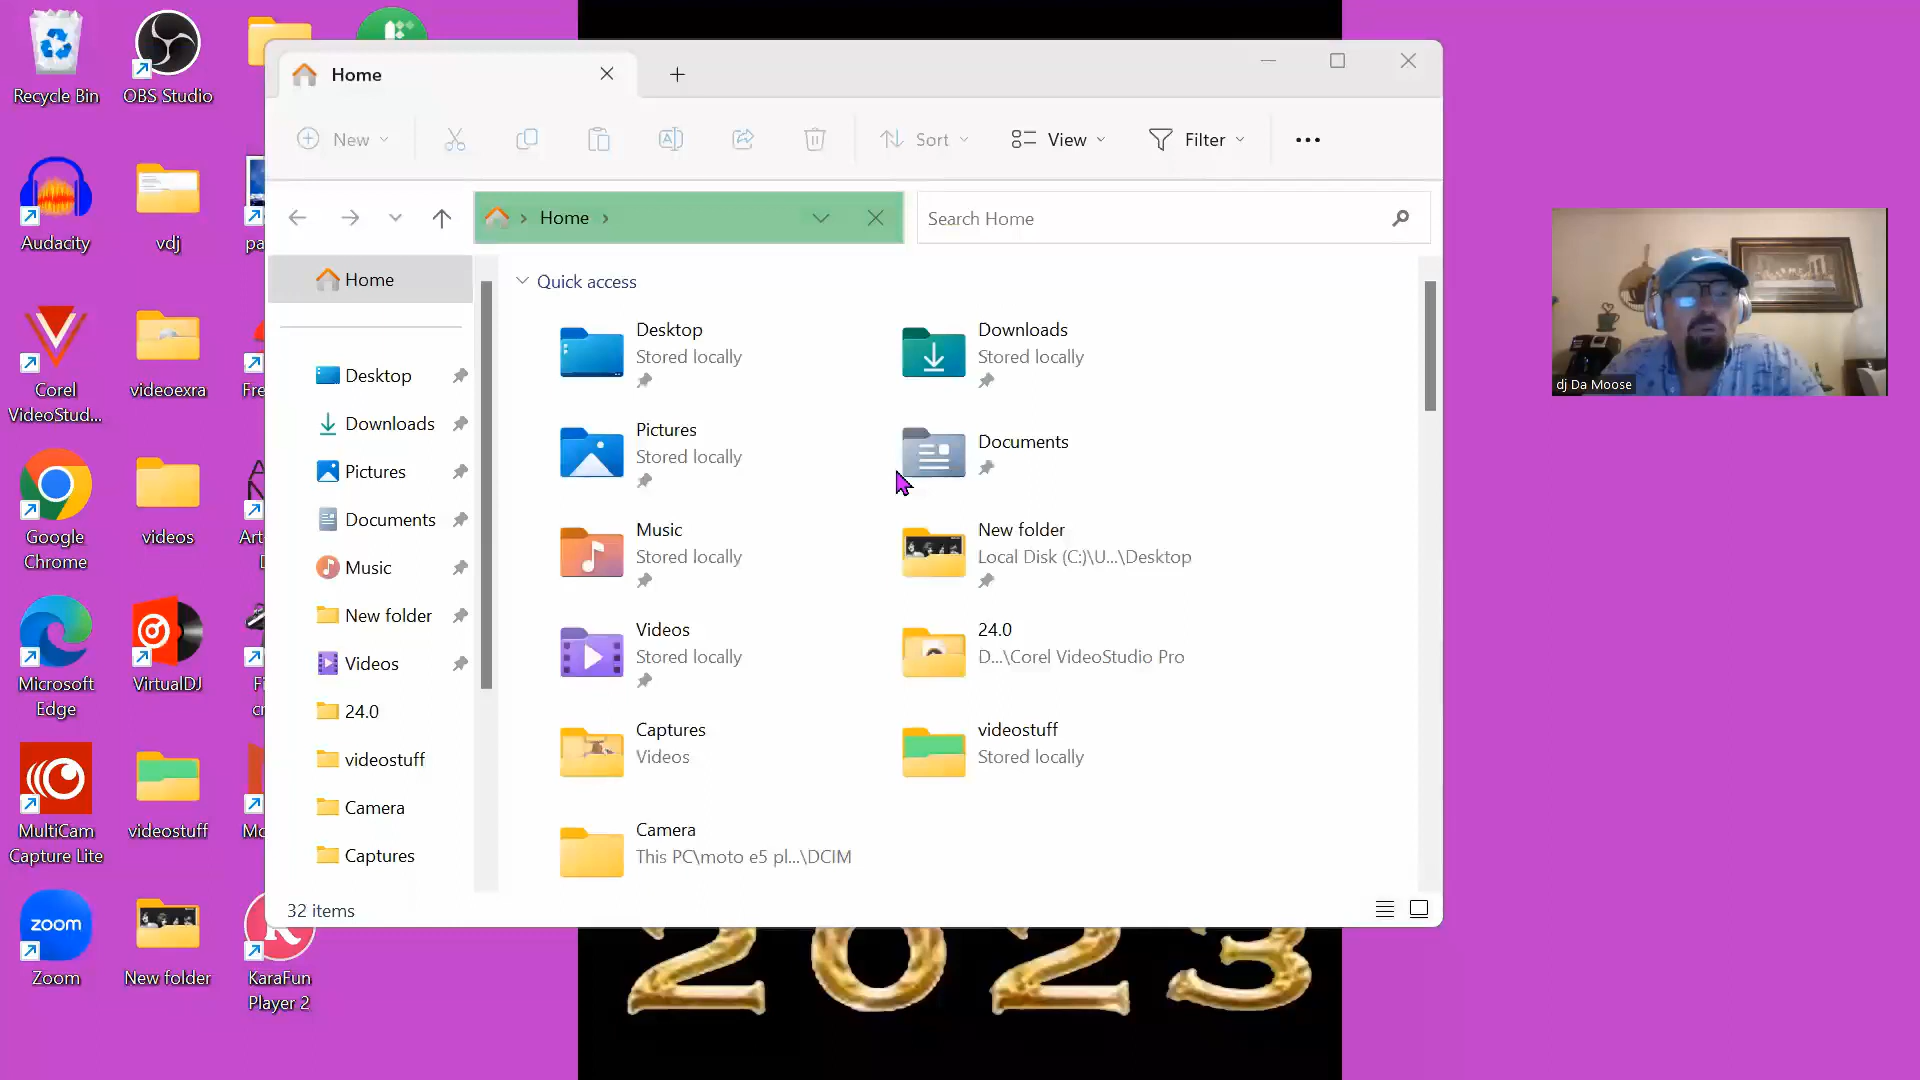 Recycle Bin
OBS Studio
Audacity
vdj
pa
Corel
VideoStud...
videoexra
Fre
Google
Chrome
videos
Art
D
Microsoft
Edge
VirtualDJ
Fi
cr
MultiCam
Capture Lite
videostuff
Mo
zoom
Zoom
New folder
KaraFun
Player 2
Home
New
Sort
View
Filter
Home
Search Home
Home
Desktop
Downloads
Pictures
Documents
Music
New folder
Videos
24.0
videostuff
Camera
Captures
Quick access
Desktop
Stored locally
Downloads
Stored locally
Pictures
Stored locally
Documents
Music
Stored locally
New folder
Local Disk (C:)\U...\Desktop
Videos
Stored locally
24.0
D...\Corel VideoStudio Pro
Captures
Videos
videostuff
Stored locally
Camera
This PC\moto e5 pl...\DCIM
32 items
2023
dj Da Moose